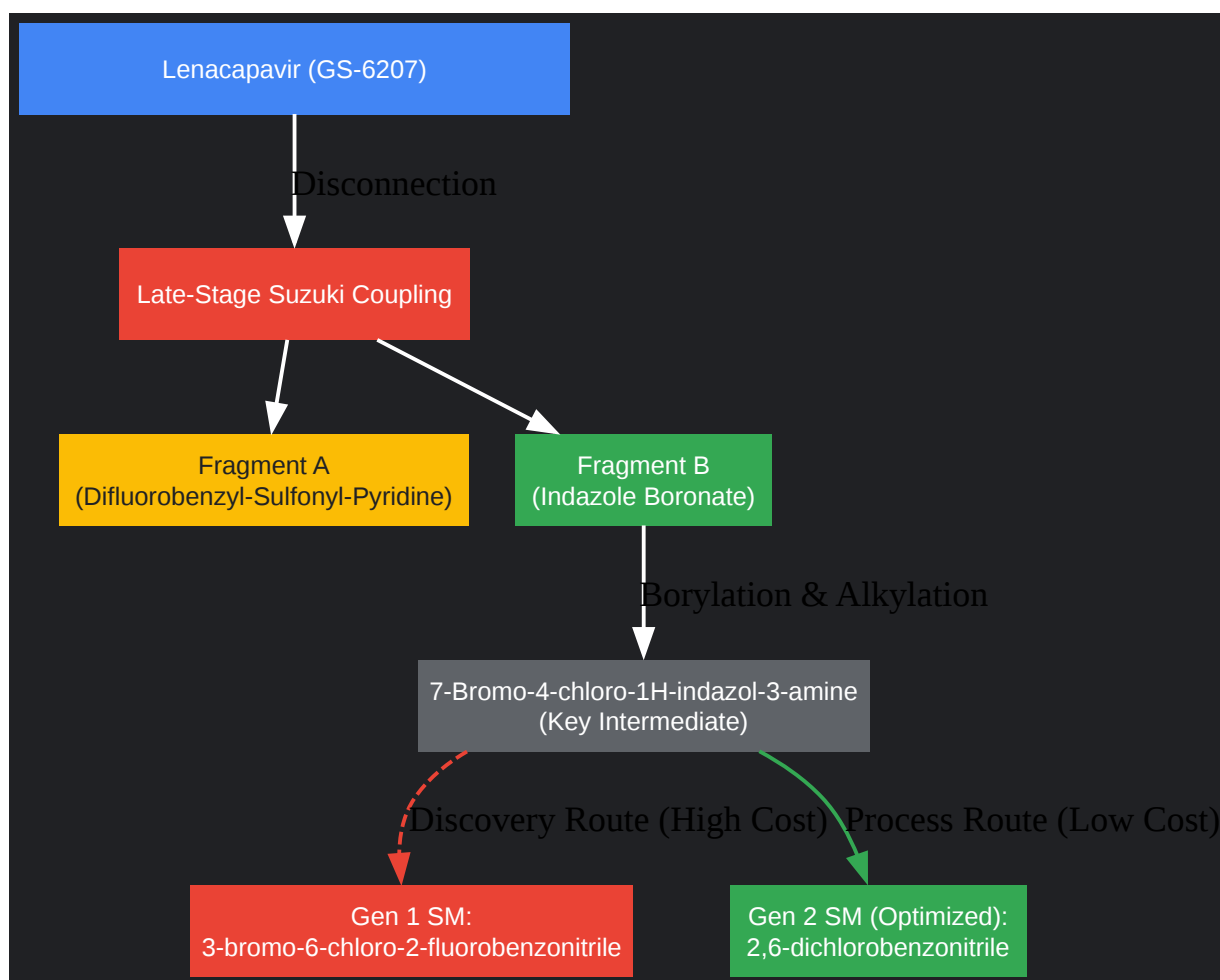 Lenacapavir (GS-6207)
Disconnection
Late-Stage Suzuki Coupling
Fragment A
(Difluorobenzyl-Sulfonyl-Pyridine)
Fragment B
(Indazole Boronate)
Borylation & Alkylation
7-Bromo-4-chloro-1H-indazol-3-amine
(Key Intermediate)
Discovery Route (High Cost)
Process Route (Low Cost)
Gen 1 SM:
3-bromo-6-chloro-2-fluorobenzonitrile
Gen 2 SM (Optimized):
2,6-dichlorobenzonitrile